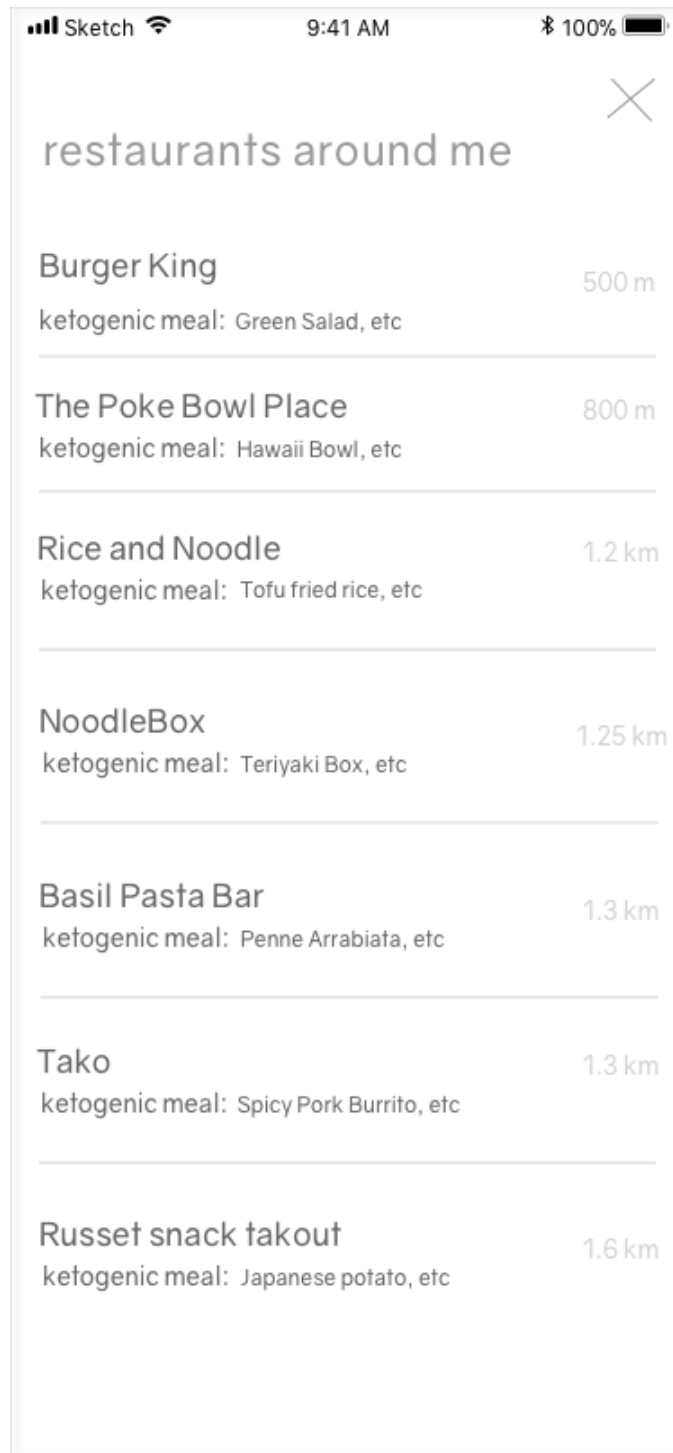 Sketch 9:41 AM 100%
restaurants around me
Burger King
500 m
ketogenic meal: Green Salad, etc
The Poke Bowl Place 800 m
ketogenic meal: Hawaii Bowl, etc
Rice and Noodle 1.2 km
ketogenic meal: Tofu fried rice, etc
NoodleBox 1.25 km
ketogenic meal: Teriyaki Box, etc
Basil Pasta Bar 1.3 km
ketogenic meal: Penne Arrabiata, etc
Tako 1.3 km
ketogenic meal: Spicy Pork Burrito, etc
Russet snack takout 1.6 km
ketogenic meal: Japanese potato, etc